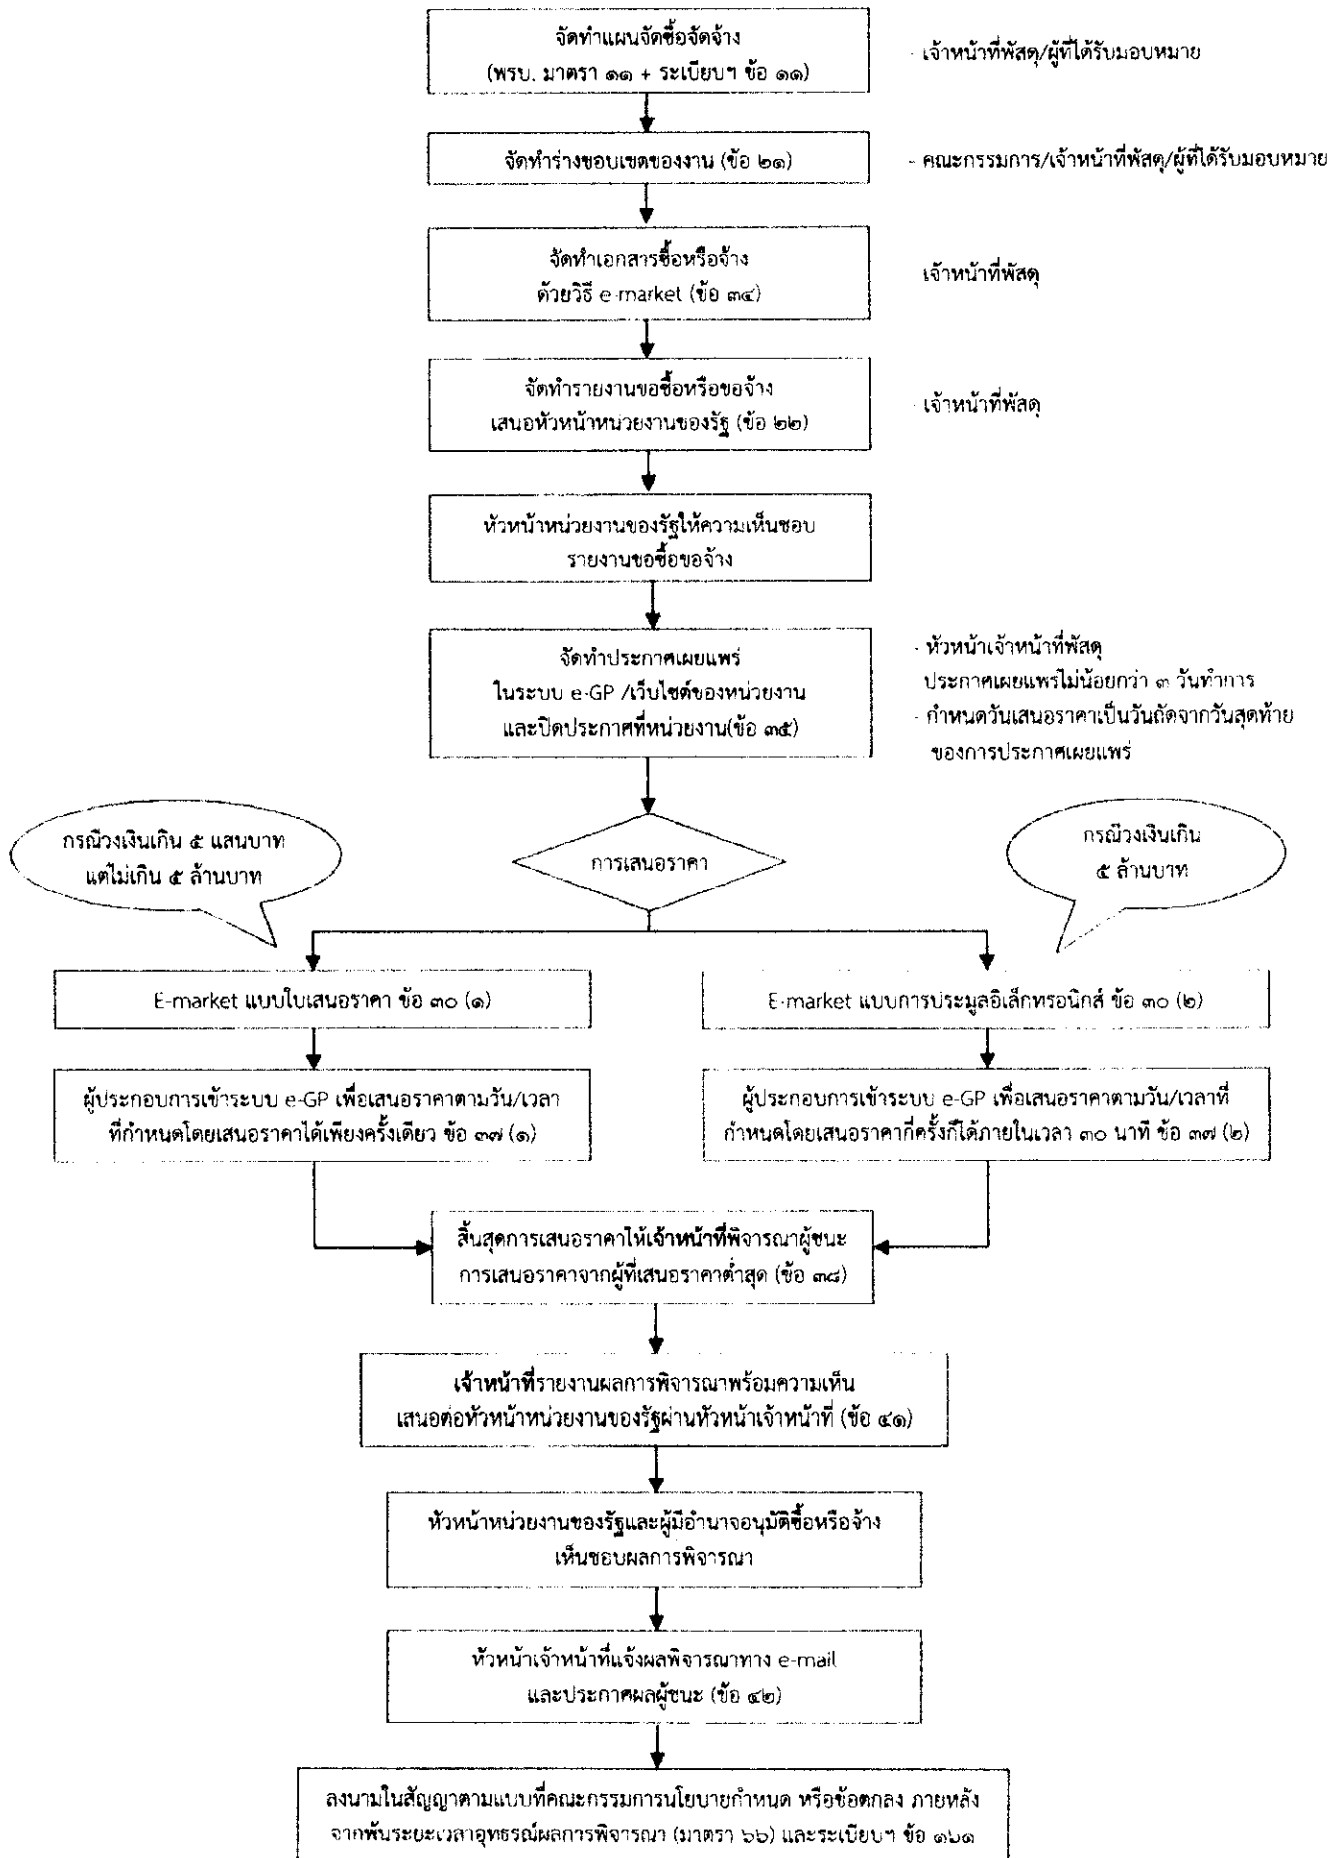 จัดทำแผนจัดซื้อจัดจ้าง
(พรบ. มาตรา ๑๑ + ระเบียบฯ ข้อ ๑๑)
- เจ้าหน้าที่พัสดุ/ผู้ที่ได้รับมอบหมาย
จัดทำร่างขอบเขตของงาน (ข้อ ๒๑)
- คณะกรรมการ/เจ้าหน้าที่พัสดุ/ผู้ที่ได้รับมอบหมาย
จัดทำเอกสารซื้อหรือจ้าง
ด้วยวิธี e-market (ข้อ ๓๔)
เจ้าหน้าที่พัสดุ
จัดทำรายงานขอซื้อหรือขอจ้าง
เสนอหัวหน้าหน่วยงานของรัฐ (ข้อ ๒๒)
- เจ้าหน้าที่พัสดุ
หัวหน้าหน่วยงานของรัฐให้ความเห็นชอบ
รายงานขอซื้อขอจ้าง
จัดทำประกาศเผยแพร่
ในระบบ e-GP /เว็บไซต์ของหน่วยงาน
และปิดประกาศที่หน่วยงาน(ข้อ ๓๕)
- หัวหน้าเจ้าหน้าที่พัสดุ
ประกาศเผยแพร่ไม่น้อยกว่า ๓ วันทำการ
- กำหนดวันเสนอราคาเป็นวันถัดจากวันสุดท้าย
ของการประกาศเผยแพร่
กรณีวงเงินเกิน ๕ แสนบาท
แต่ไม่เกิน ๕ ล้านบาท
การเสนอราคา
กรณีวงเงินเกิน
๕ ล้านบาท
E-market แบบใบเสนอราคา ข้อ ๓๐ (๑)
E-market แบบการประมูลอิเล็กทรอนิกส์ ข้อ ๓๐ (๒)
ผู้ประกอบการเข้าระบบ e-GP เพื่อเสนอราคาตามวัน/เวลา
ที่กำหนดโดยเสนอราคาได้เพียงครั้งเดียว ข้อ ๓๗ (๑)
ผู้ประกอบการเข้าระบบ e-GP เพื่อเสนอราคาตามวัน/เวลาที่
กำหนดโดยเสนอราคากี่ครั้งก็ได้ภายในเวลา ๓๐ นาที ข้อ ๓๗ (๒)
สิ้นสุดการเสนอราคาให้เจ้าหน้าที่พิจารณาผู้ชนะ
การเสนอราคาจากผู้ที่เสนอราคาต่ำสุด (ข้อ ๓๘)
เจ้าหน้าที่รายงานผลการพิจารณาพร้อมความเห็น
เสนอต่อหัวหน้าหน่วยงานของรัฐผ่านหัวหน้าเจ้าหน้าที่ (ข้อ ๔๑)
หัวหน้าหน่วยงานของรัฐและผู้มีอำนาจอนุมัติซื้อหรือจ้าง
เห็นชอบผลการพิจารณา
หัวหน้าเจ้าหน้าที่แจ้งผลพิจารณาทาง e-mail
และประกาศผลผู้ชนะ (ข้อ ๔๒)
ลงนามในสัญญาตามแบบที่คณะกรรมการนโยบายกำหนด หรือข้อตกลง ภายหลัง
จากพ้นระยะเวลาอุทธรณ์ผลการพิจารณา (มาตรา ๖๖) และระเบียบฯ ข้อ ๑๖๑